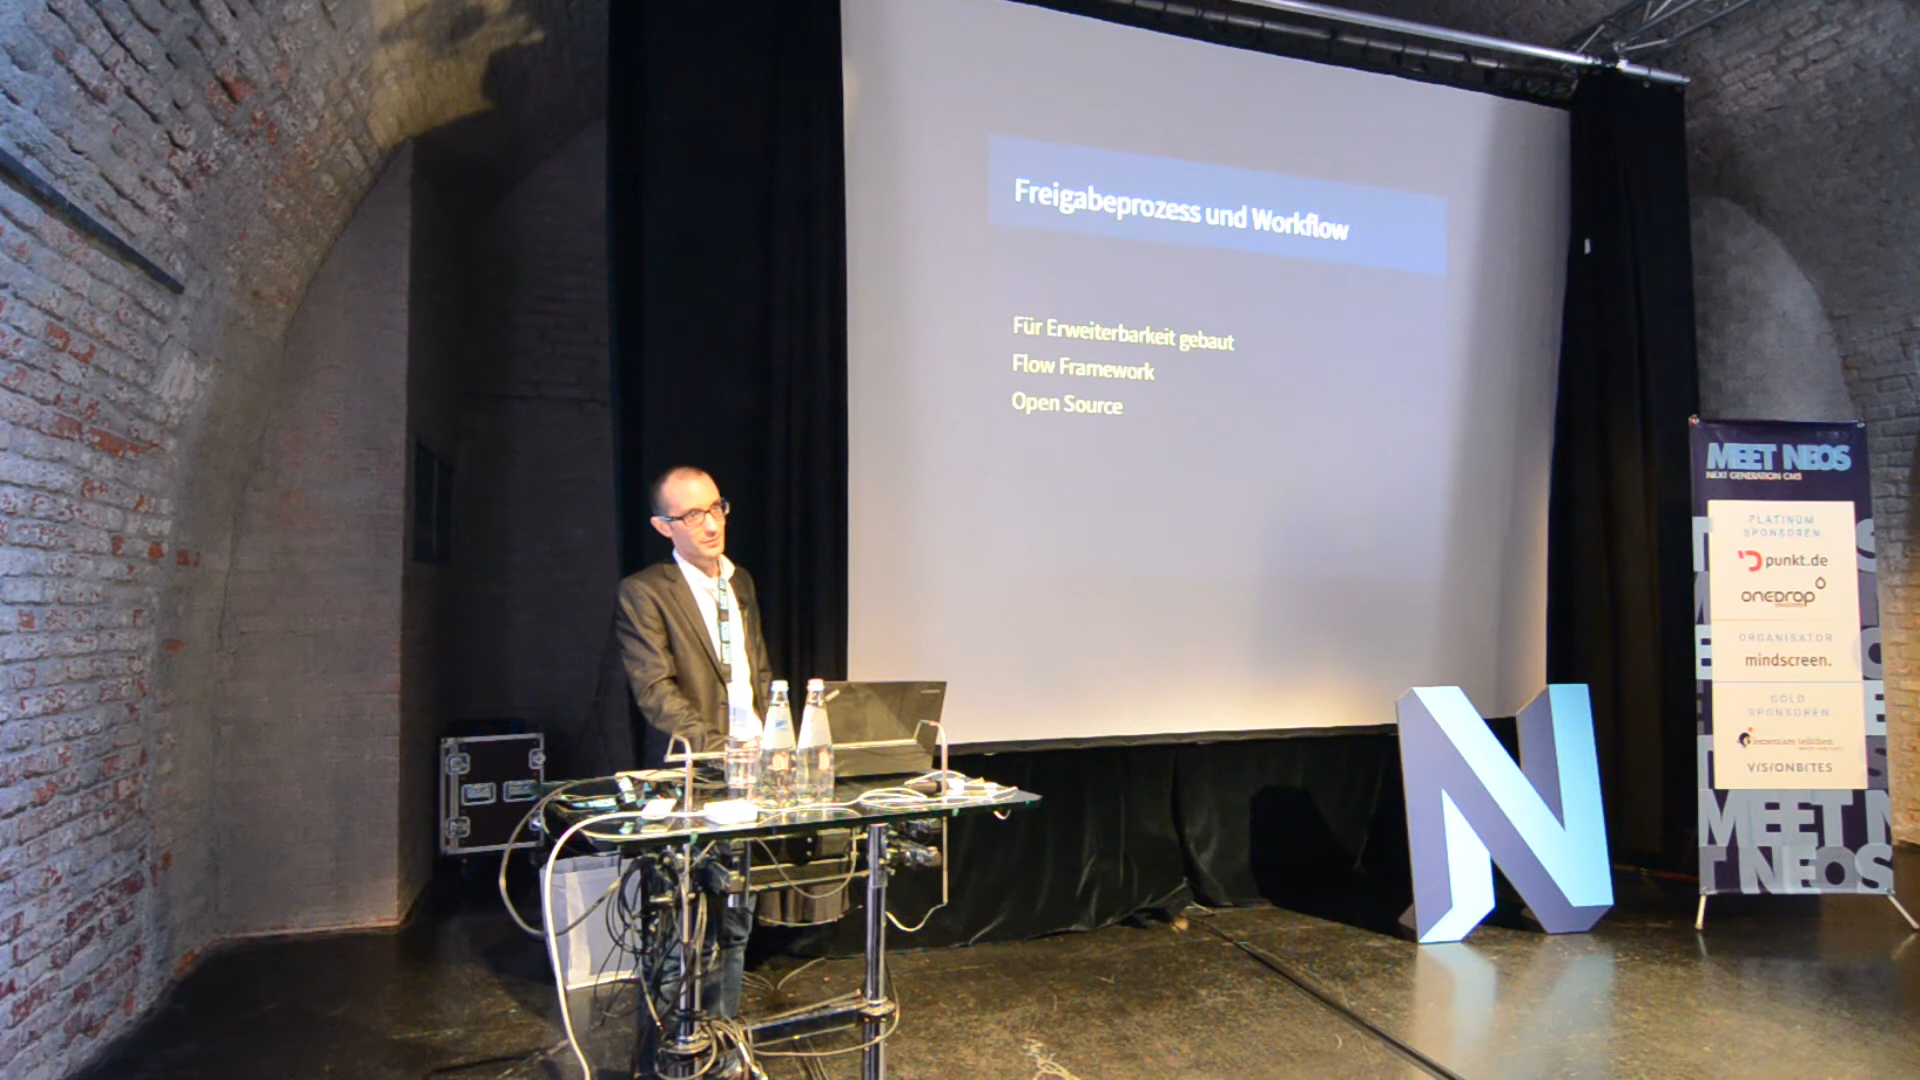 Freigabeprozess und Workflow
Für Erweiterbarkeit gebaut
Flow Framework
Open Source
MEET NEOS
NEXT GENERATION CMS
PLATINUM
SPONSOREN
punkt.de
onedrop
ORGANISATOR
mindscreen.
GOLD
SPONSOREN
VISIONBITES
MEET N
T NEOS